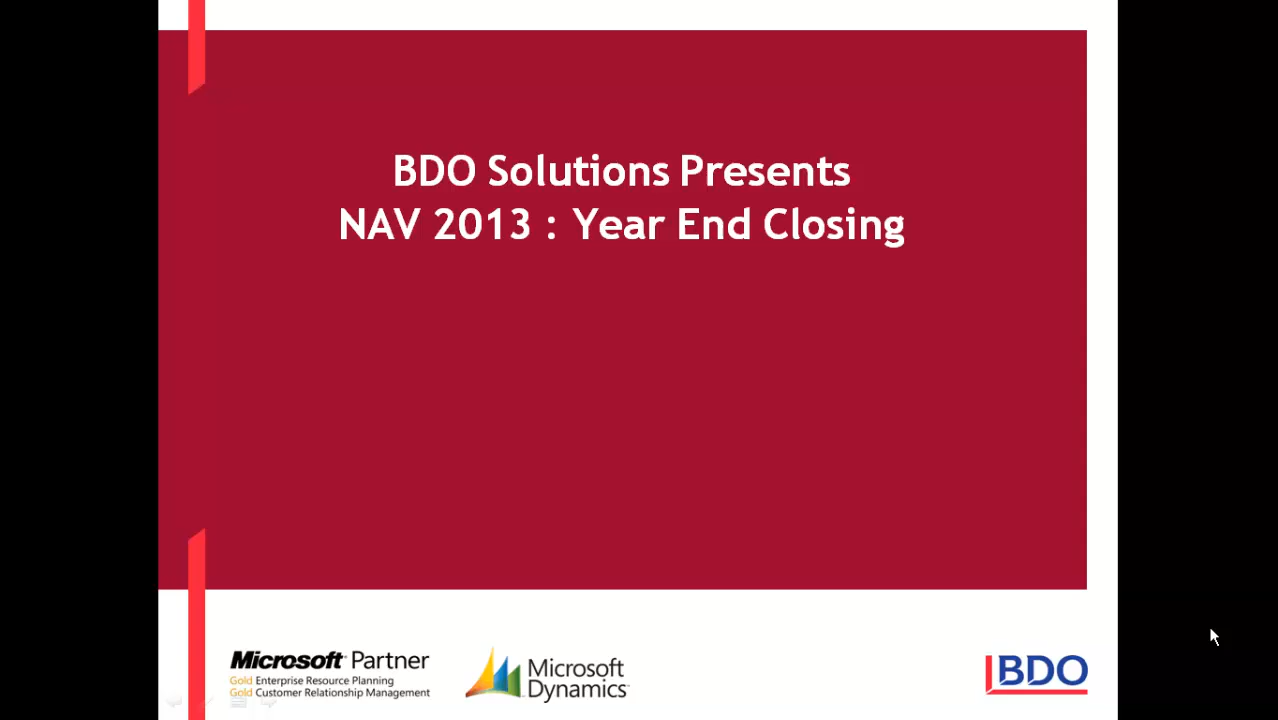 BDO Solutions Presents
NAV 2013 : Year End Closing
Microsoft Partner
Gold Enterprise Resource Planning
Gold Customer Relationship Management
Microsoft
Dynamics
BDO